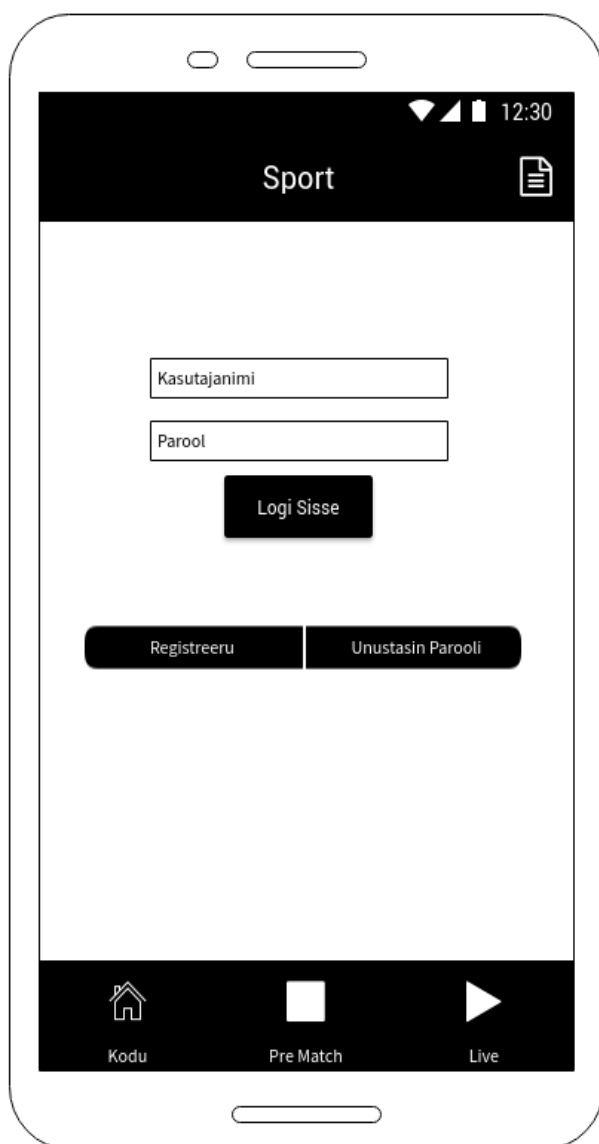 12:30
Sport
Kasutajanimi
Parool
Logi Sisse
Registreeru Unustasin Parooli
Kodu Pre Match Live